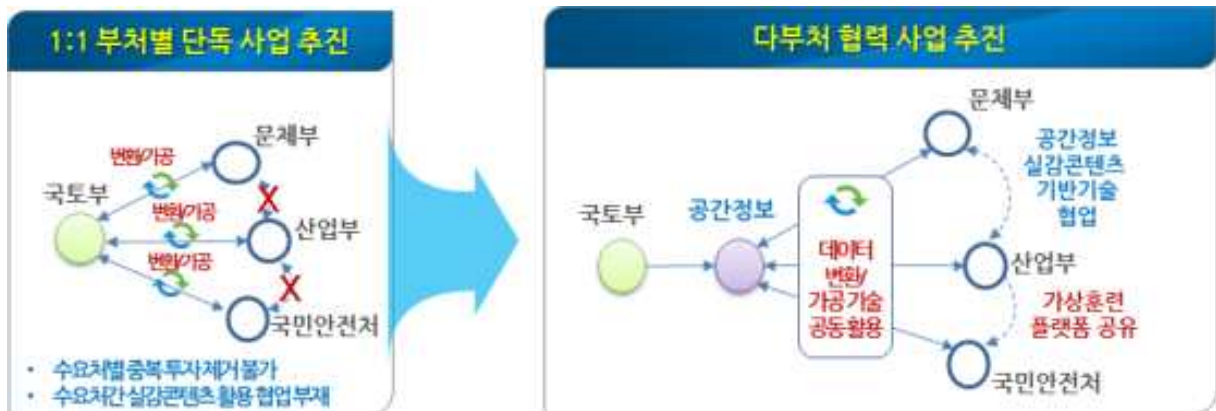 1:1 부처별 단독 사업 추진
문체부
변환/가공
국토부
변환/가공
X
산업부
변환/가공
X
국민안전처
• 수요처별 중복 투자 제거 불가
• 수요처간 실감콘텐츠 활용 협업 부재
다부처 협력 사업 추진
문체부
공간정보
실감콘텐츠
기반기술
협업
국토부
공간정보
데이터
변환/
가공 기술
공동 활용
산업부
가상훈련
플랫폼 공유
국민안전처